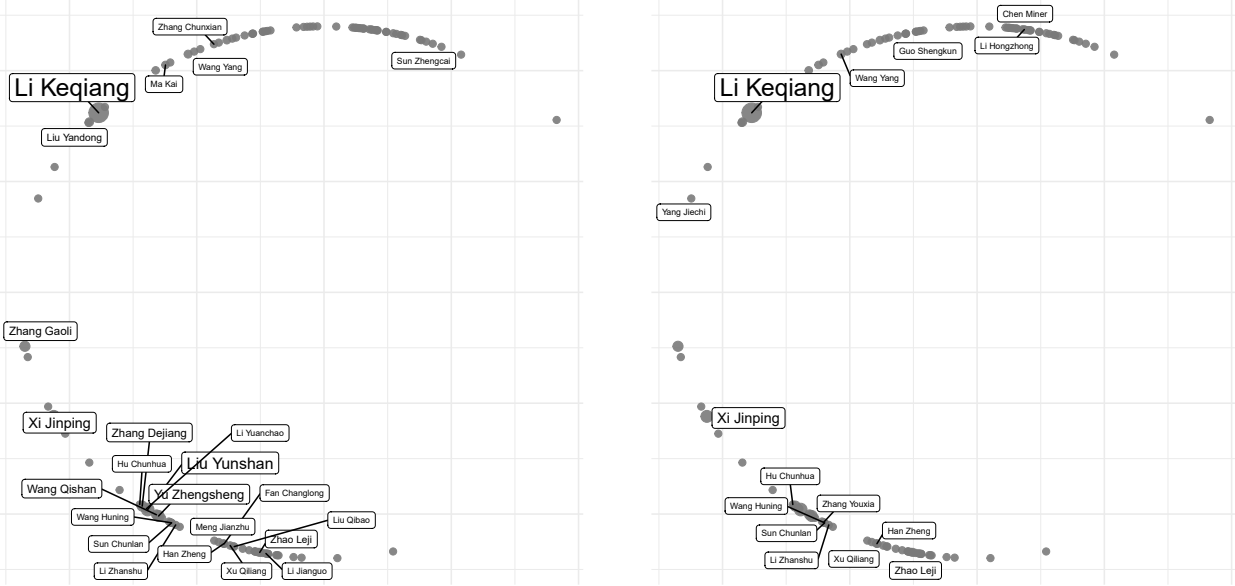 Zhang Chunxian
Wang Yang
Sun Zhengcai
Ma Kai
Li Keqiang
Liu Yandong
Zhang Gaoli
Xi Jinping
Zhang Dejiang
Li Yuanchao
Hu Chunhua
Liu Yunshan
Wang Qishan
Yu Zhengsheng
Fan Changlong
Wang Huning
Meng Jianzhu
Liu Qibao
Sun Chunlan
Zhao Leji
Han Zheng
Li Zhanshu
Xu Qiliang
Li Jianguo
Chen Miner
Li Hongzhong
Guo Shengkun
Wang Yang
Li Keqiang
Yang Jiechi
Xi Jinping
Hu Chunhua
Wang Huning
Zhang Youxia
Sun Chunlan
Han Zheng
Li Zhanshu
Xu Qiliang
Zhao Leji